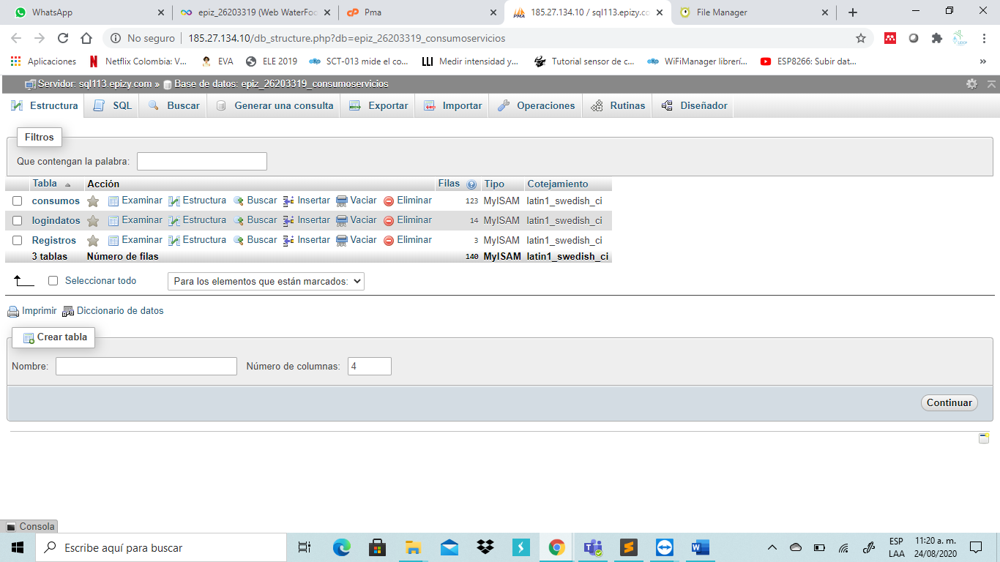 WhatsApp
epiz_26203319 (Web WaterFoc
Pma
185.27.134.10 / sql113.epizy.co
File Manager
No seguro 185.27.134.10/db_structure.php?db=epiz_26203319_consumoservicios
Aplicaciones
Netflix Colombia: V...
EVA
ELE 2019
SCT-013 mide el co...
Medir intensidad y...
Tutorial sensor de c...
WiFiManager librerí...
ESP8266: Subir dat...
»
Servidor: sql113.epizy.com » Base de datos: epiz_26203319_consumoservicios
Estructura SQL Buscar Generar una consulta Exportar Importar Operaciones Rutinas Diseñador
Filtros
Que contengan la palabra:
Tabla Acción Filas Tipo Cotejamiento
consumos Examinar Estructura Buscar Insertar Vaciar Eliminar 123 MyISAM latin1_swedish_ci
logindatos Examinar Estructura Buscar Insertar Vaciar Eliminar 14 MyISAM latin1_swedish_ci
Registros Examinar Estructura Buscar Insertar Vaciar Eliminar 3 MyISAM latin1_swedish_ci
3 tablas Número de filas 140 MyISAM latin1_swedish_ci
Seleccionar todo Para los elementos que están marcados:
Imprimir Diccionario de datos
Crear tabla
Nombre: Número de columnas: 4
Continuar
Consola
Escribe aquí para buscar
ESP
LAA
11:20 a. m.
24/08/2020